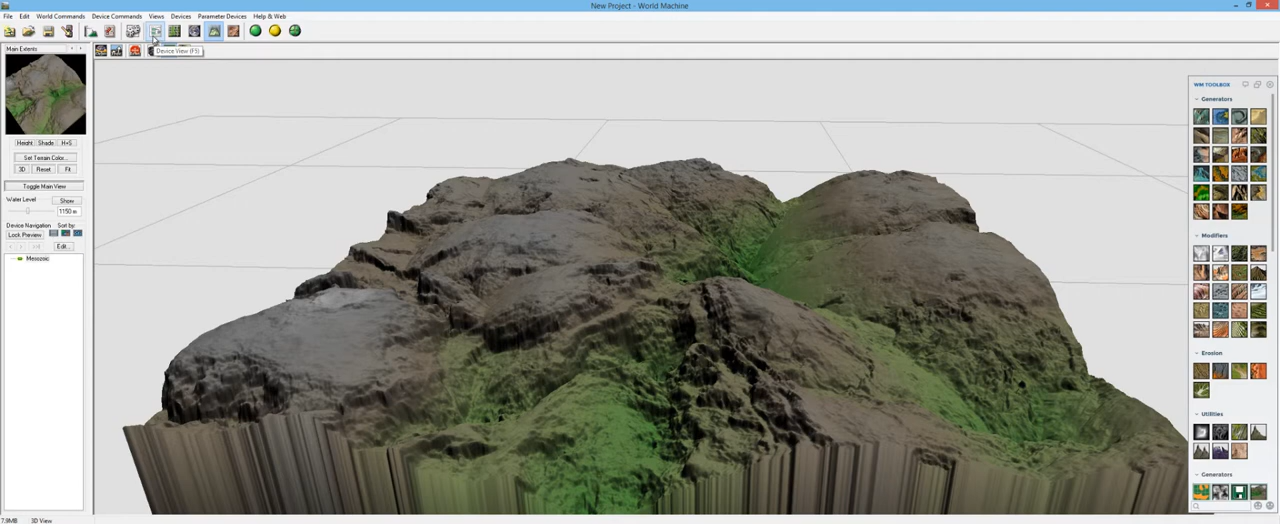 New Project - World Machine
File Edit World Commands Device Commands Views Devices Parameter Devices Help & Web
Device View (F5)
Main Extents
Height Shade H+S
Set Terrain Color...
3D Reset Fit
Toggle Main View
Water Level Show
1150 m
Device Navigation Sort by:
Lock Preview
Edit...
Mesozoic
WM TOOLBOX
Generators
Modifiers
Erosion
Utilities
Generators
7.9MB 3D View